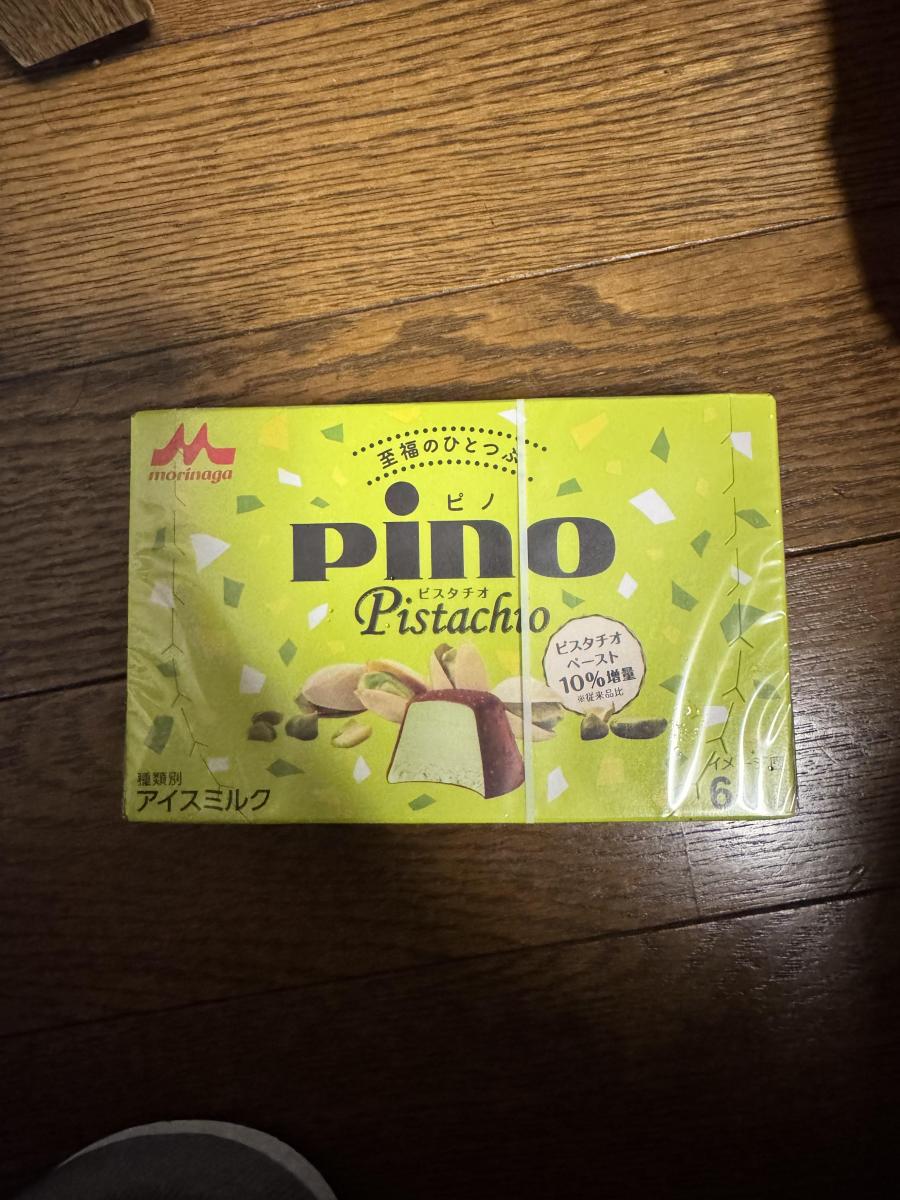 morinaga
至福のひとつぶ
ピノ
pino
ピスタチオ
Pistachio
ピスタチオ
ペースト
10%増量
※従来品比
種類別
アイスミルク
6